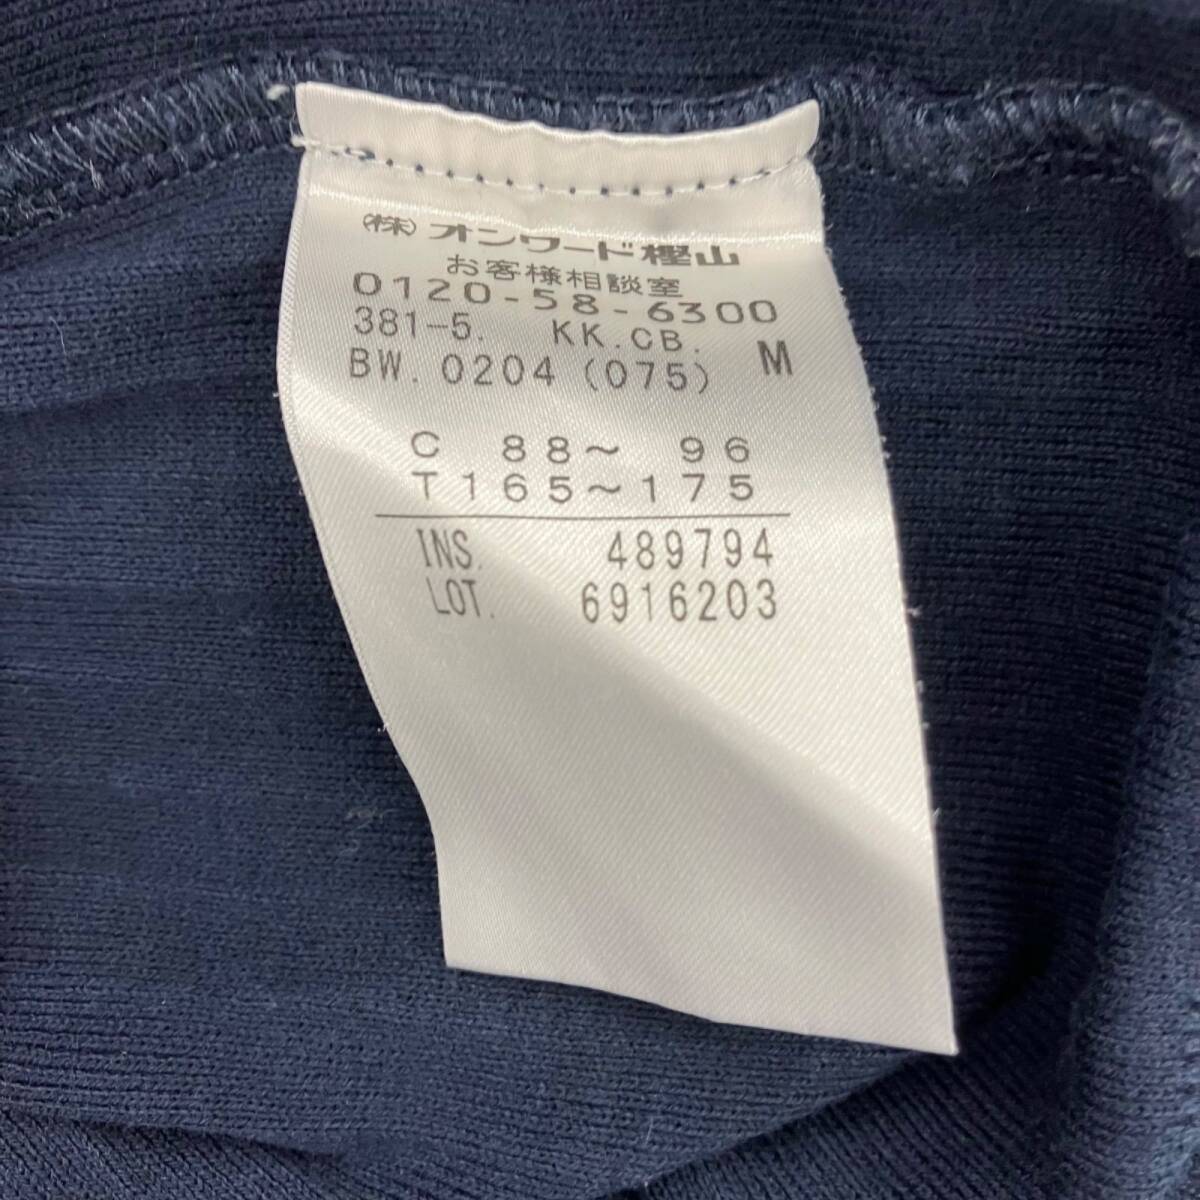 (株)オンワード樫山
お客様相談室
0120-58-6300
381-5. KK.CB.
BW. 0204 (075) M
C 88〜 96
T165〜175
INS. 489794
LOT. 6916203